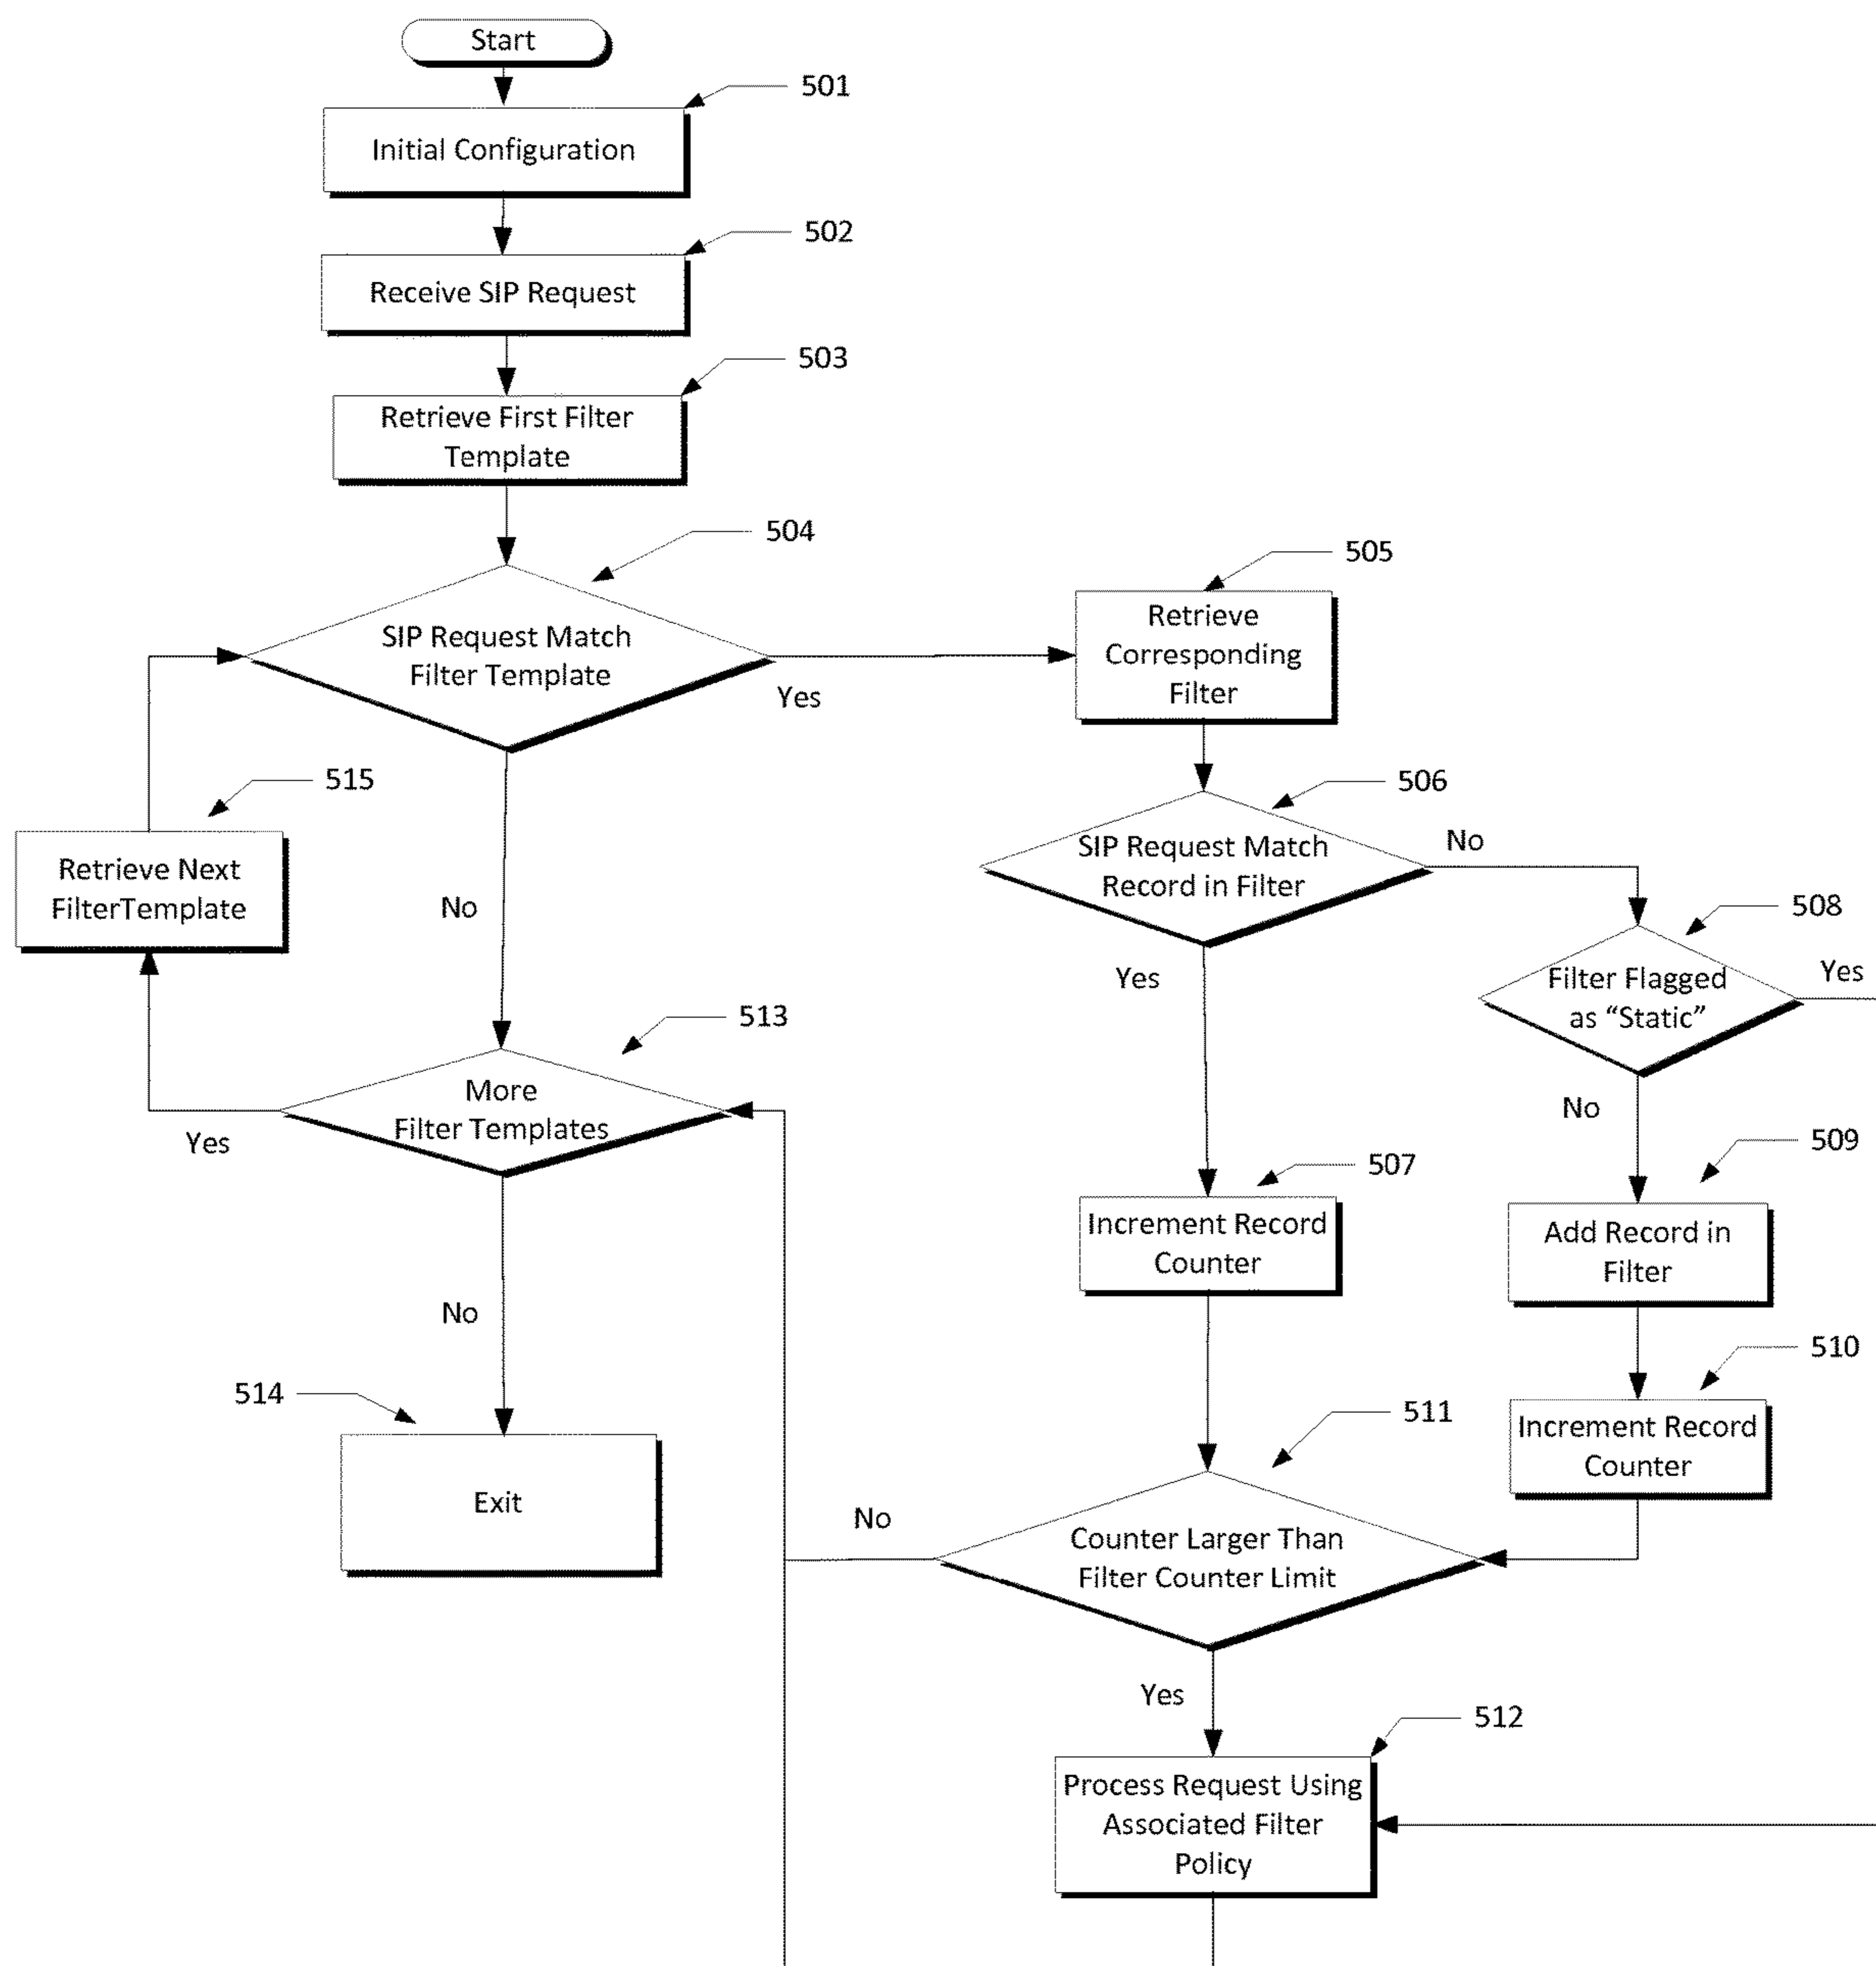 Start
501
Initial Configuration
502
Receive SIP Request
503
Retrieve First Filter
Template
504
SIP Request Match
Filter Template
Yes
505
Retrieve
Corresponding
Filter
515
Retrieve Next
FilterTemplate
No
506
SIP Request Match
Record in Filter
No
Yes
508
Filter Flagged
as “Static”
Yes
No
513
More
Filter Templates
Yes
No
507
Increment Record
Counter
509
Add Record in
Filter
510
Increment Record
Counter
514
Exit
511
Counter Larger Than
Filter Counter Limit
No
Yes
512
Process Request Using
Associated Filter
Policy